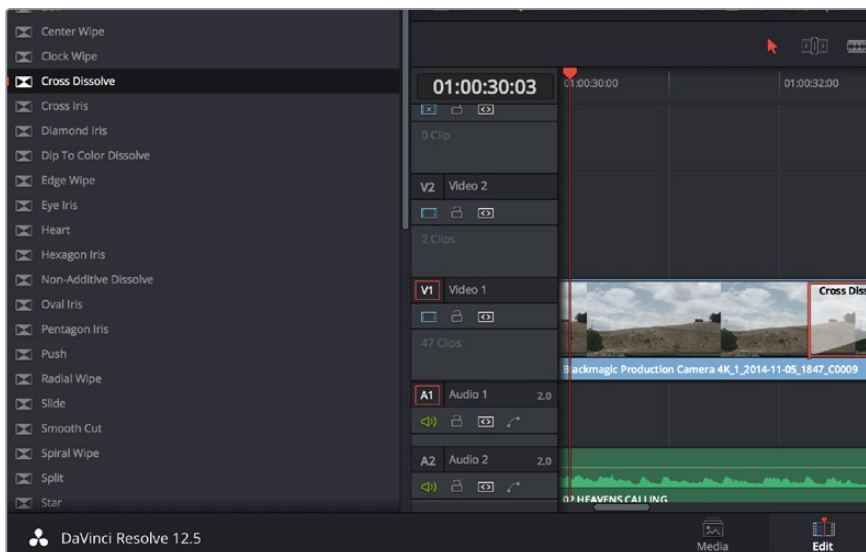 Center Wipe
Clock Wipe
Cross Dissolve
Cross Iris
Diamond Iris
Dip To Color Dissolve
Edge Wipe
Eye Iris
Heart
Hexagon Iris
Non-Additive Dissolve
Oval Iris
Pentagon Iris
Push
Radial Wipe
Slide
Smooth Cut
Spiral Wipe
Split
Star
01:00:30:03
01:00:30:00
01:00:32:00
0 Clip
V2 Video 2
2 Clips
V1 Video 1
47 Clips
Cross Diss
Blackmagic Production Camera 4K_1_2014-11-05_1847_C0009
A1 Audio 1 2.0
A2 Audio 2 2.0
02 HEAVENS CALLING
DaVinci Resolve 12.5
Media
Edit